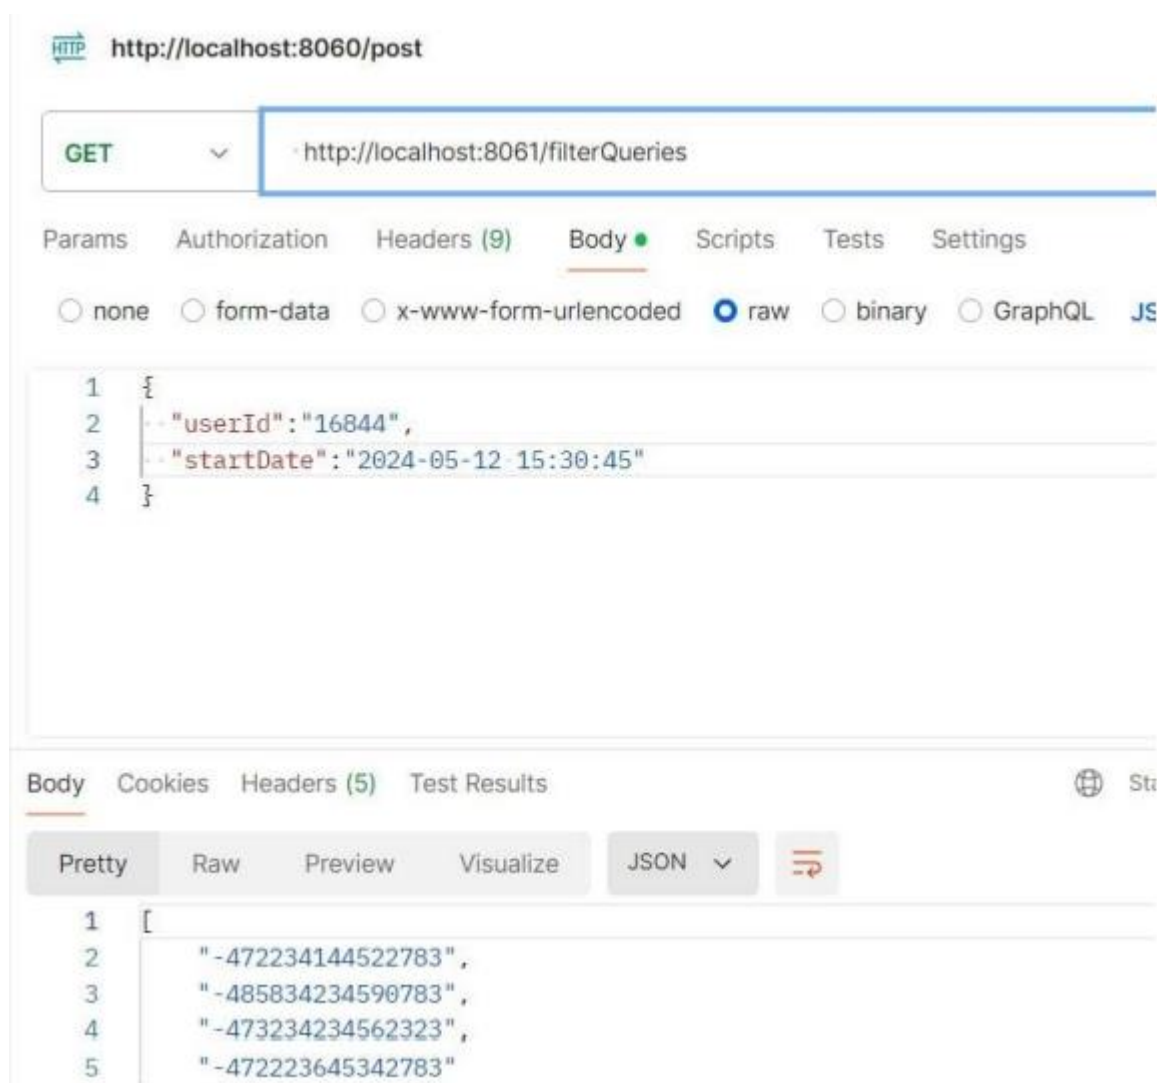 HTTP http://localhost:8060/post
GET http://localhost:8061/filterQueries
Params Authorization Headers (9) Body Scripts Tests Settings
none form-data x-www-form-urlencoded raw binary GraphQL JS
1 {
2 "userId":"16844",
3 "startDate":"2024-05-12 15:30:45"
4 }
Body Cookies Headers (5) Test Results Sta
Pretty Raw Preview Visualize JSON
1 [
2 "-472234144522783",
3 "-485834234590783",
4 "-473234234562323",
5 "-472223645342783"